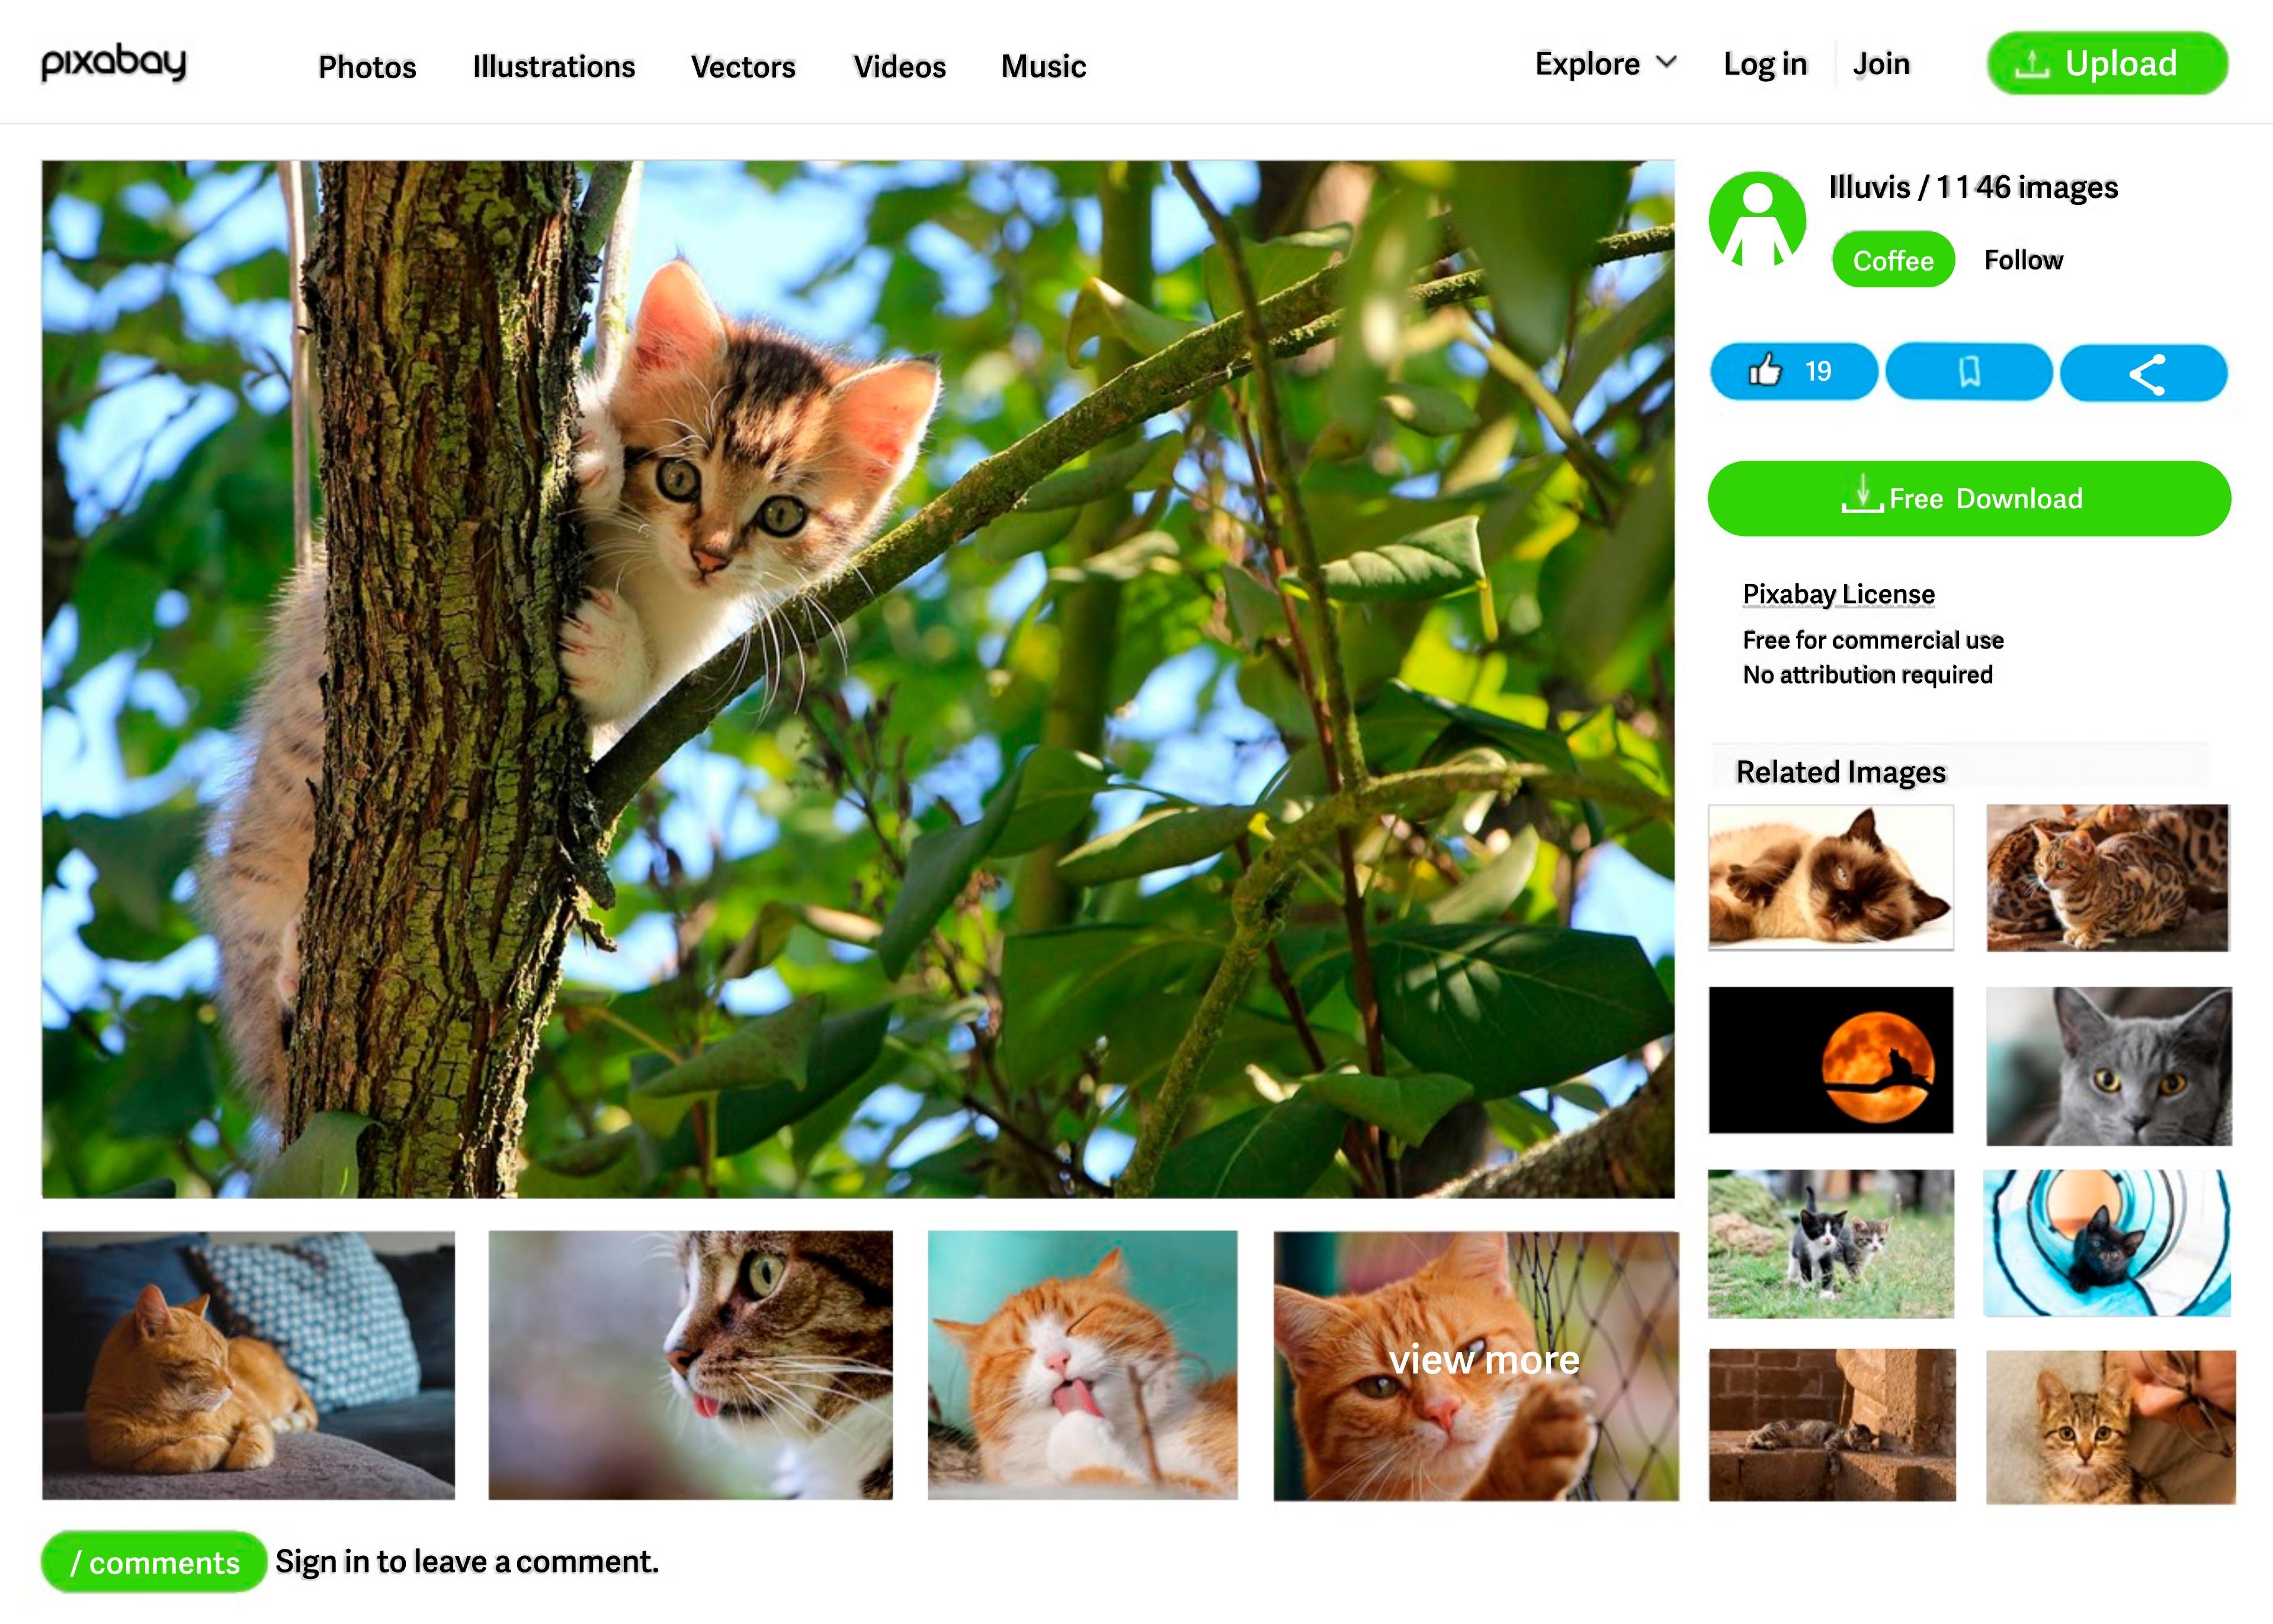 pixabay
Photos Illustrations Vectors Videos Music
Explore Log in Join Upload
Illuvis / 1146 images
Coffee Follow
19
Free Download
Pixabay License
Free for commercial use
No attribution required
Related Images
view more
/ comments Sign in to leave a comment.